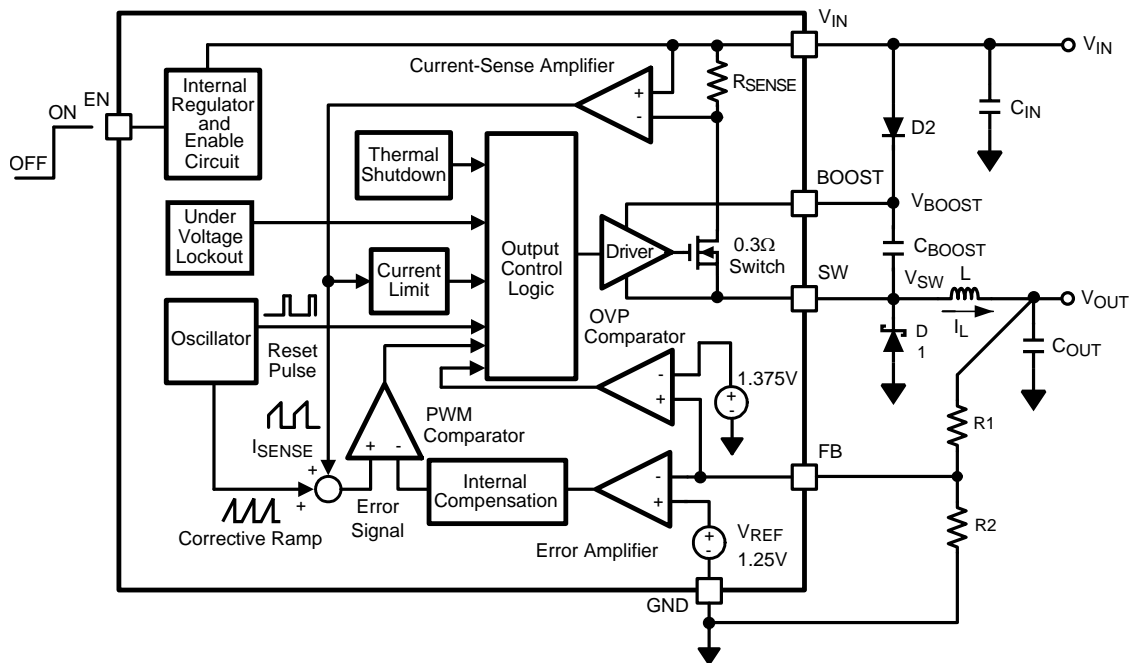 VIN
VIN
Current-Sense Amplifier
RSENSE
+
-
CIN
D2
ON
EN
OFF
Internal
Regulator
and
Enable
Circuit
Thermal
Shutdown
BOOST
VBOOST
CBOOST
Under
Voltage
Lockout
Output
Control
Logic
Driver
0.3Ω
Switch
Current
Limit
SW
VSW
L
IL
VOUT
COUT
D
1
Oscillator
Reset
Pulse
OVP
Comparator
-
+
1.375V
+
-
R1
PWM
Comparator
+
-
ISENSE
+
+
Corrective Ramp
Error
Signal
Internal
Compensation
-
+
Error Amplifier
FB
VREF
1.25V
+
-
R2
GND